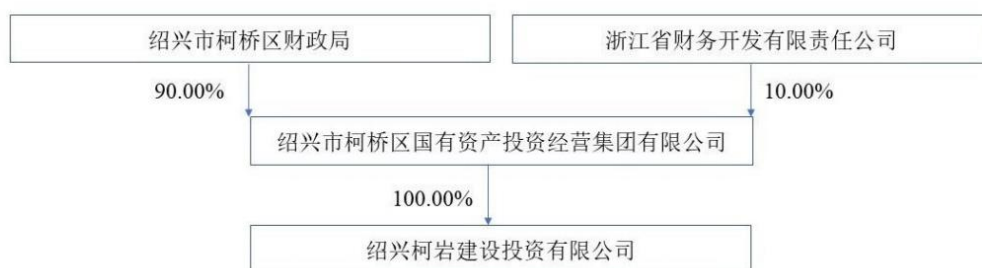 绍兴市柯桥区财政局
浙江省财务开发有限责任公司
90.00%
10.00%
绍兴市柯桥区国有资产投资经营集团有限公司
100.00%
绍兴柯岩建设投资有限公司